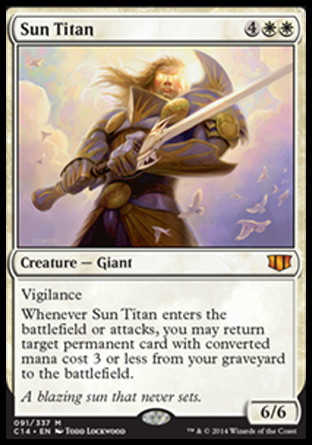 Sun Titan 4
Creature — Giant
Vigilance
Whenever Sun Titan enters the
battlefield or attacks, you may return
target permanent card with converted
mana cost 3 or less from your graveyard
to the battlefield.
A blazing sun that never sets.
6/6
091/337 M
C14 • EN Todd Lockwood
™ & © 2014 Wizards of the Coast